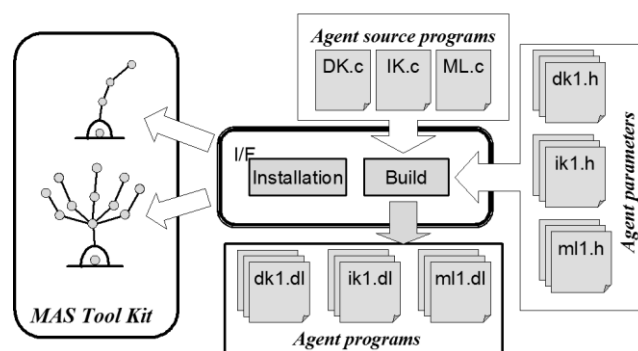 Agent source programs
DK.c IK.c ML.c
dk1.h
ik1.h
ml1.h
Agent parameters
I/F
Installation Build
dk1.dl ik1.dl ml1.dl
Agent programs
MAS Tool Kit